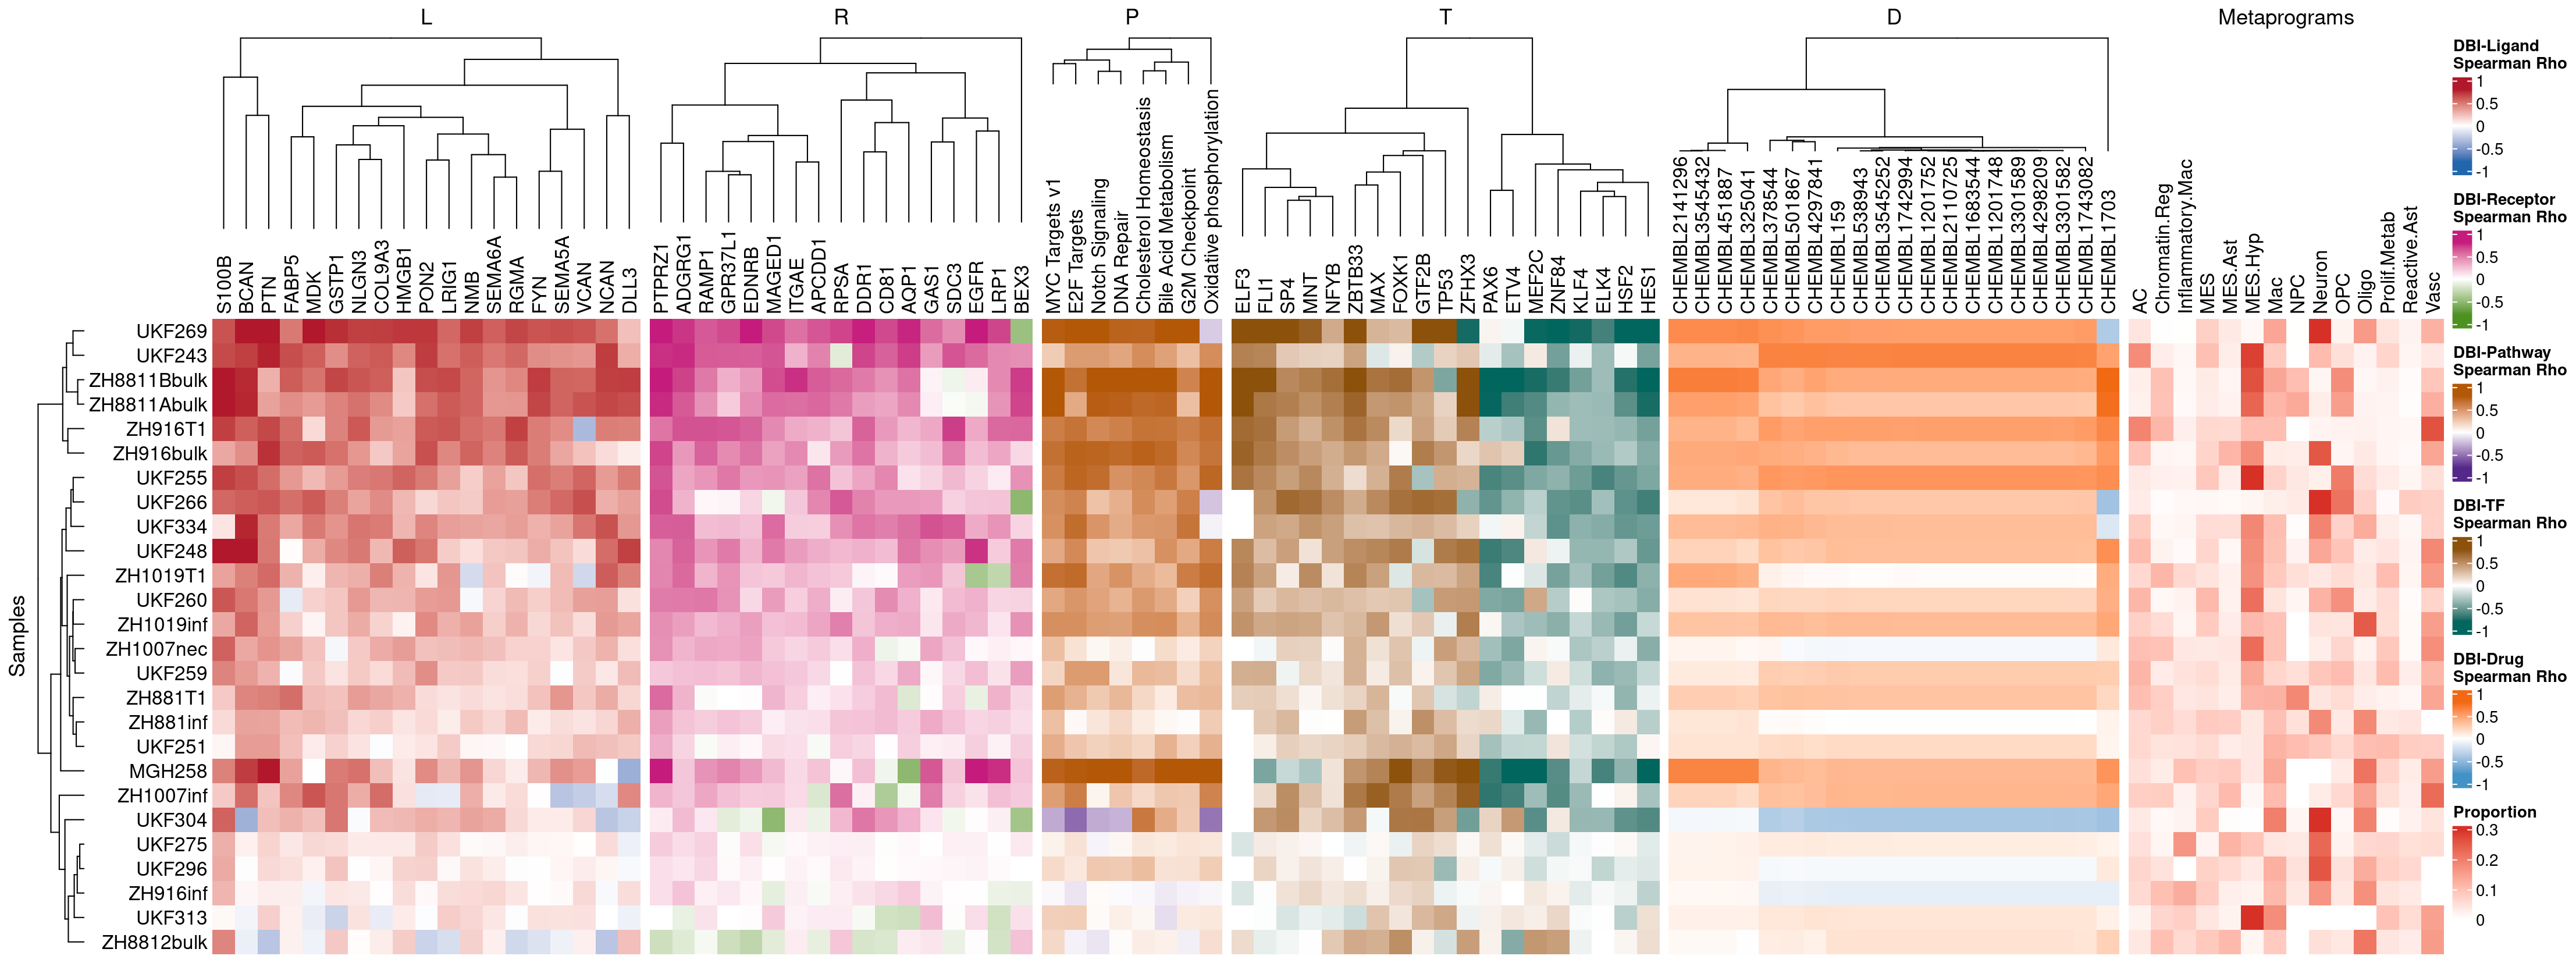 L
R
P
T
D
Metaprograms
S100B
BCAN
PTN
FABP5
MDK
GSTP1
NLGN3
COL9A3
HMGB1
PON2
LRIG1
NMB
SEMA6A
RGMA
FYN
SEMA5A
VCAN
NCAN
DLL3
PTPRZ1
ADGRG1
RAMP1
GPR37L1
EDNRB
MAGED1
ITGAE
APCDD1
RPSA
DDR1
CD81
AQP1
GAS1
SDC3
EGFR
LRP1
BEX3
MYC Targets v1
E2F Targets
Notch Signaling
DNA Repair
Cholesterol Homeostasis
Bile Acid Metabolism
G2M Checkpoint
Oxidative phosphorylation
ELF3
FLI1
SP4
MNT
NFYB
ZBTB33
MAX
FOXK1
GTF2B
TP53
ZFHX3
PAX6
ETV4
MEF2C
ZNF84
KLF4
ELK4
HSF2
HES1
CHEMBL2141296
CHEMBL3545432
CHEMBL451887
CHEMBL325041
CHEMBL378544
CHEMBL501867
CHEMBL4297841
CHEMBL159
CHEMBL538943
CHEMBL3545252
CHEMBL1742994
CHEMBL1201752
CHEMBL2110725
CHEMBL1683544
CHEMBL1201748
CHEMBL3301589
CHEMBL4298209
CHEMBL3301582
CHEMBL1743082
CHEMBL1703
AC
Chromatin.Reg
Inflammatory.Mac
MES
MES.Ast
MES.Hyp
Mac
NPC
Neuron
OPC
Oligo
Prolif.Metab
Reactive.Ast
Vasc
Samples
UKF269
UKF243
ZH8811Bbulk
ZH8811Abulk
ZH916T1
ZH916bulk
UKF255
UKF266
UKF334
UKF248
ZH1019T1
UKF260
ZH1019inf
ZH1007nec
UKF259
ZH881T1
ZH881inf
UKF251
MGH258
ZH1007inf
UKF304
UKF275
UKF296
ZH916inf
UKF313
ZH8812bulk
DBI-Ligand
Spearman Rho
1
0.5
0
-0.5
-1
DBI-Receptor
Spearman Rho
1
0.5
0
-0.5
-1
DBI-Pathway
Spearman Rho
1
0.5
0
-0.5
-1
DBI-TF
Spearman Rho
1
0.5
0
-0.5
-1
DBI-Drug
Spearman Rho
1
0.5
0
-0.5
-1
Proportion
0.3
0.2
0.1
0